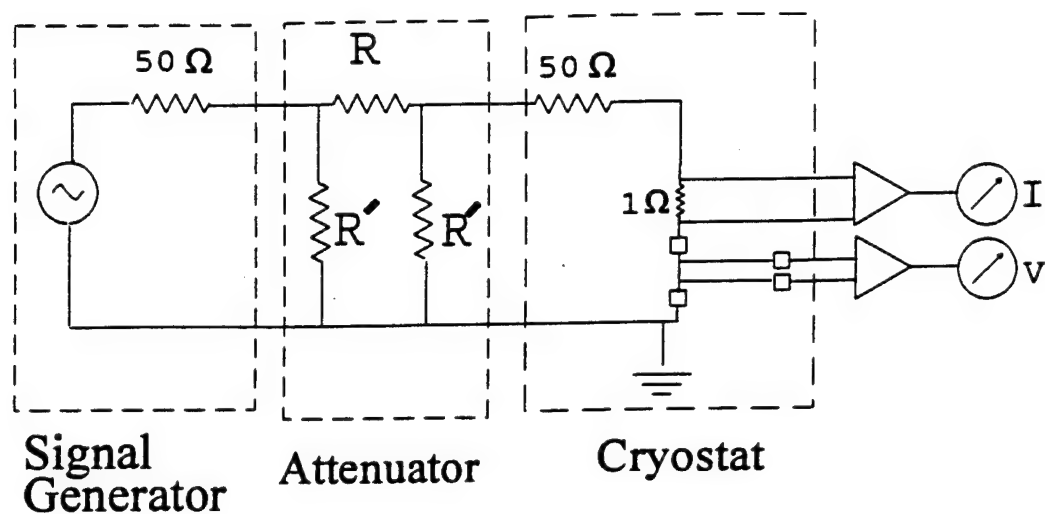 R
50 Ω
50 Ω
1Ω
I
R′
R′
V
Signal
Generator
Attenuator
Cryostat